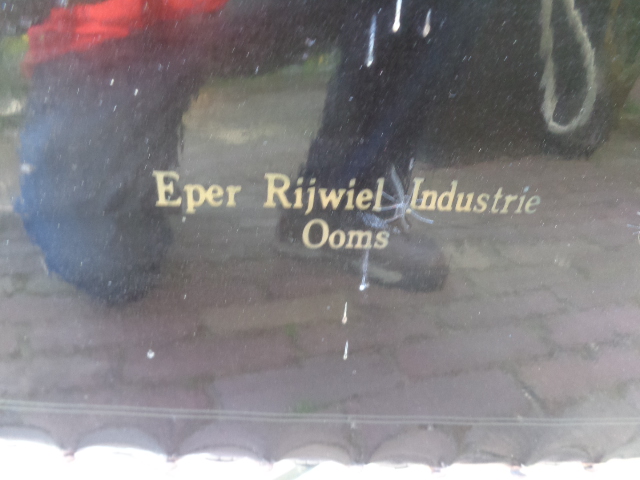 Eper Rijwiel Industrie
Ooms